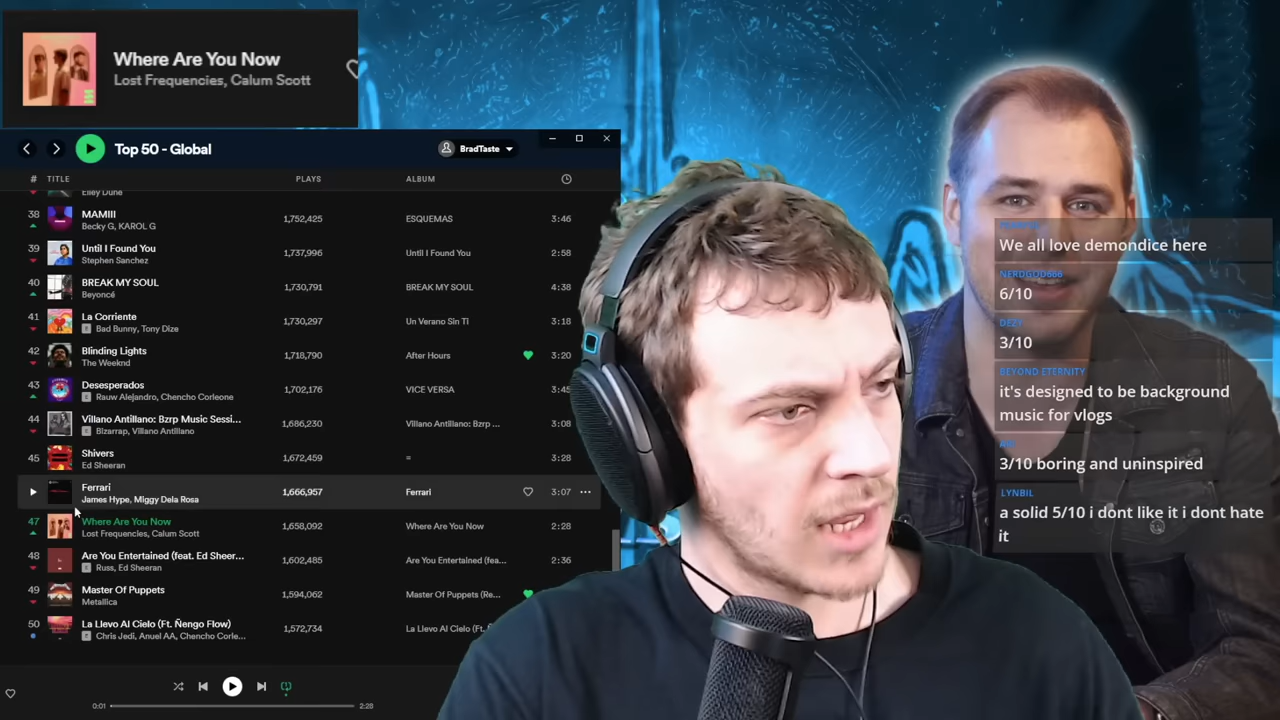 Where Are You Now
Lost Frequencies, Calum Scott
Top 50 - Global
BradTaste
# TITLE PLAYS ALBUM
Elley Duhe
38 MAMIII 1,752,425 ESQUEMAS 3:46
Becky G, KAROL G
39 Until I Found You 1,737,996 Until I Found You 2:58
Stephen Sanchez
40 BREAK MY SOUL 1,730,791 BREAK MY SOUL 4:38
Beyoncé
41 La Corriente 1,730,297 Un Verano Sin Ti 3:18
E Bad Bunny, Tony Dize
42 Blinding Lights 1,718,790 After Hours 3:20
The Weeknd
43 Desesperados 1,702,176 VICE VERSA 3:45
E Rauw Alejandro, Chencho Corleone
44 Villano Antillano: Bzrp Music Sessi... 1,686,230 Villano Antillano: Bzrp ... 3:08
E Bizarrap, Villano Antillano
45 Shivers 1,672,459 = 3:28
Ed Sheeran
Ferrari 1,666,957 Ferrari 3:07
James Hype, Miggy Dela Rosa
47 Where Are You Now 1,658,092 Where Are You Now 2:28
Lost Frequencies, Calum Scott
48 Are You Entertained (feat. Ed Sheer... 1,602,485 Are You Entertained (fea... 2:36
E Russ, Ed Sheeran
49 Master Of Puppets 1,594,062 Master Of Puppets (Re...
Metallica
50 La Llevo Al Cielo (Ft. Ñengo Flow) 1,572,734 La Llevo Al Cielo (Ft.
E Chris Jedi, Anuel AA, Chencho Corle...
0:01 2:28
We all love demondice here
NERDGOD666
6/10
DEZY
3/10
BEYOND ETERNITY
it's designed to be background
music for vlogs
3/10 boring and uninspired
LYNBIL
a solid 5/10 i dont like it i dont hate
it